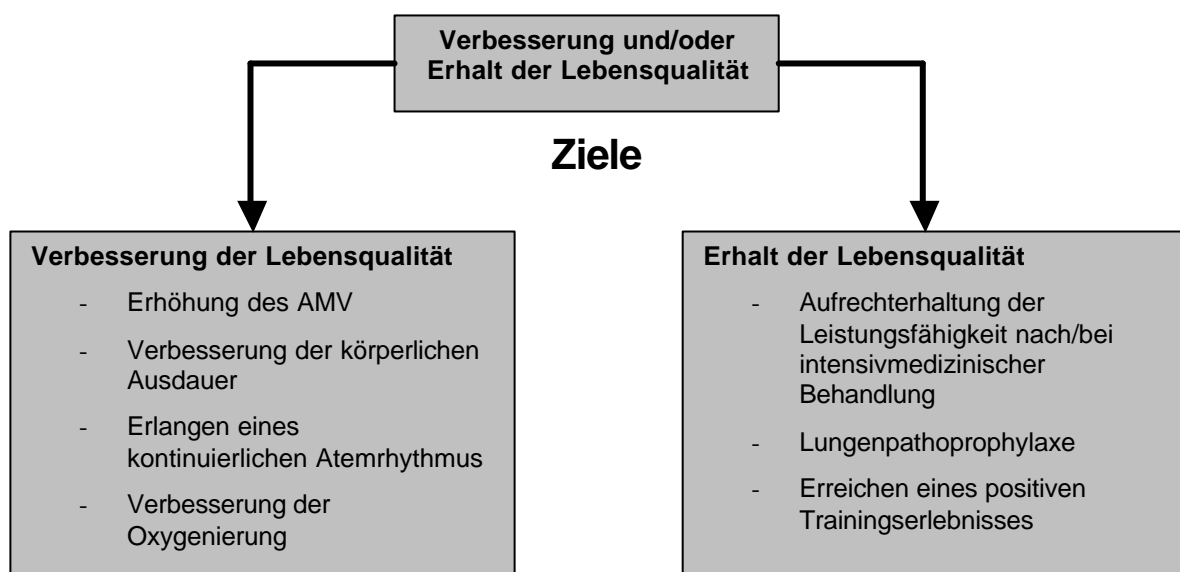 Verbesserung und/oder
Erhalt der Lebensqualität
Ziele
Verbesserung der Lebensqualität
- Erhöhung des AMV
- Verbesserung der körperlichen
Ausdauer
- Erlangen eines
kontinuierlichen Atemrhythmus
- Verbesserung der
Oxygenierung
Erhalt der Lebensqualität
- Aufrechterhaltung der
Leistungsfähigkeit nach/bei
intensivmedizinischer
Behandlung
- Lungenpathoprophylaxe
- Erreichen eines positiven
Trainingserlebnisses